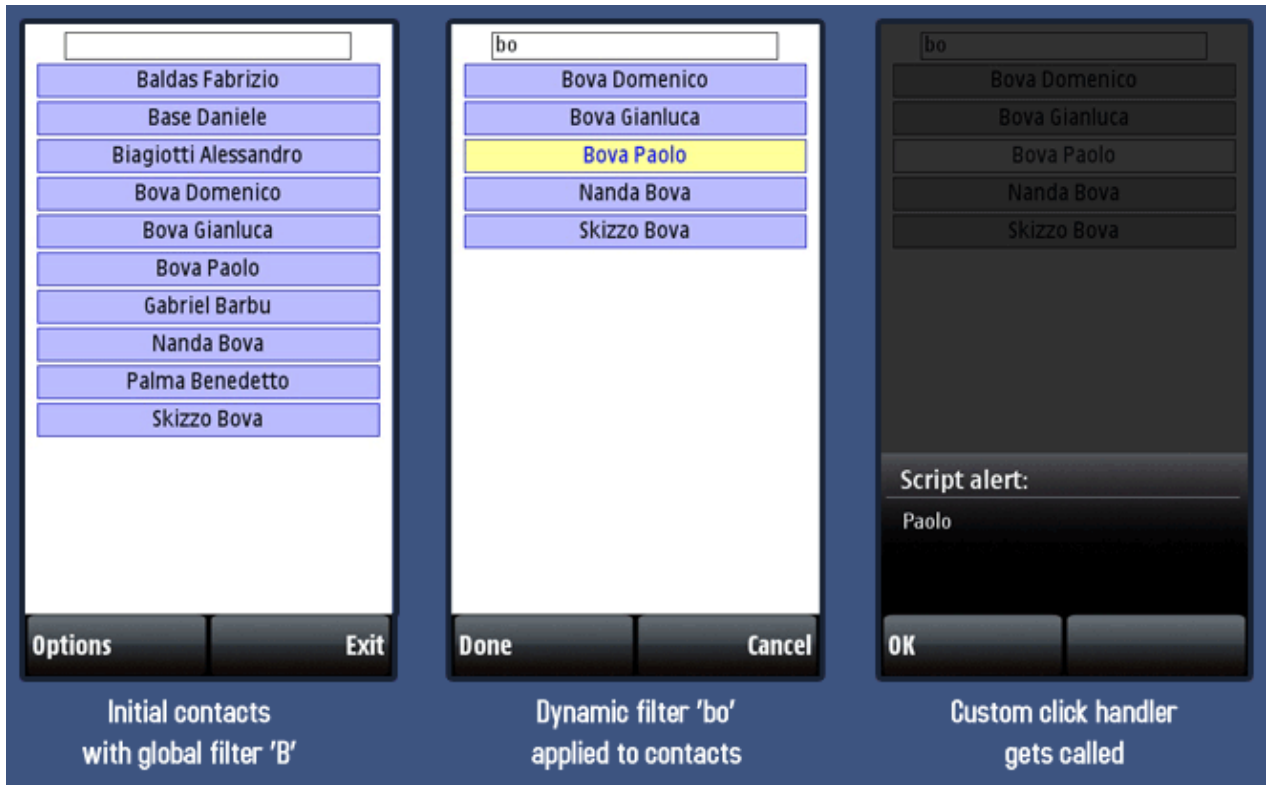 Baldas Fabrizio
Base Daniele
Biagiotti Alessandro
Bova Domenico
Bova Gianluca
Bova Paolo
Gabriel Barbu
Nanda Bova
Palma Benedetto
Skizzo Bova
Options Exit
Initial contacts
with global filter 'B'
bo
Bova Domenico
Bova Gianluca
Bova Paolo
Nanda Bova
Skizzo Bova
Done Cancel
Dynamic filter 'bo'
applied to contacts
bo
Bova Domenico
Bova Gianluca
Bova Paolo
Nanda Bova
Skizzo Bova
Script alert:
Paolo
OK
Custom click handler
gets called